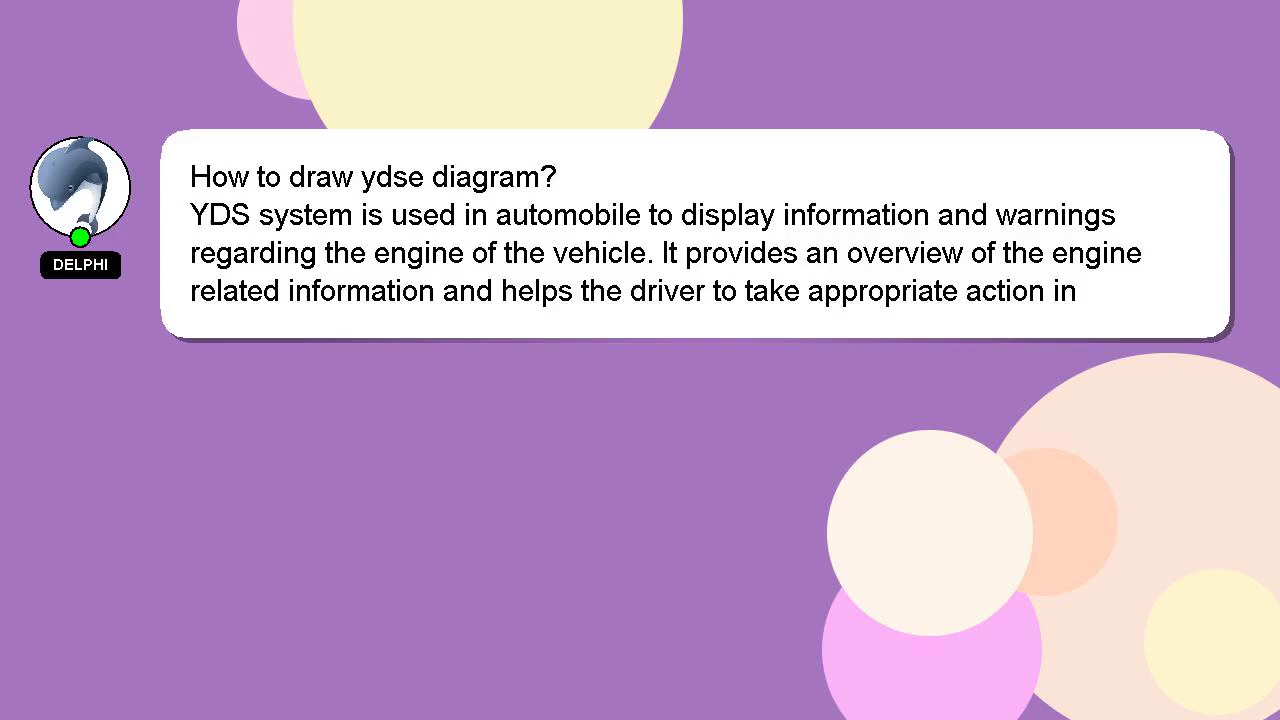 How to draw ydse diagram?
YDS system is used in automobile to display information and warnings
regarding the engine of the vehicle. It provides an overview of the engine
related information and helps the driver to take appropriate action in
DELPHI